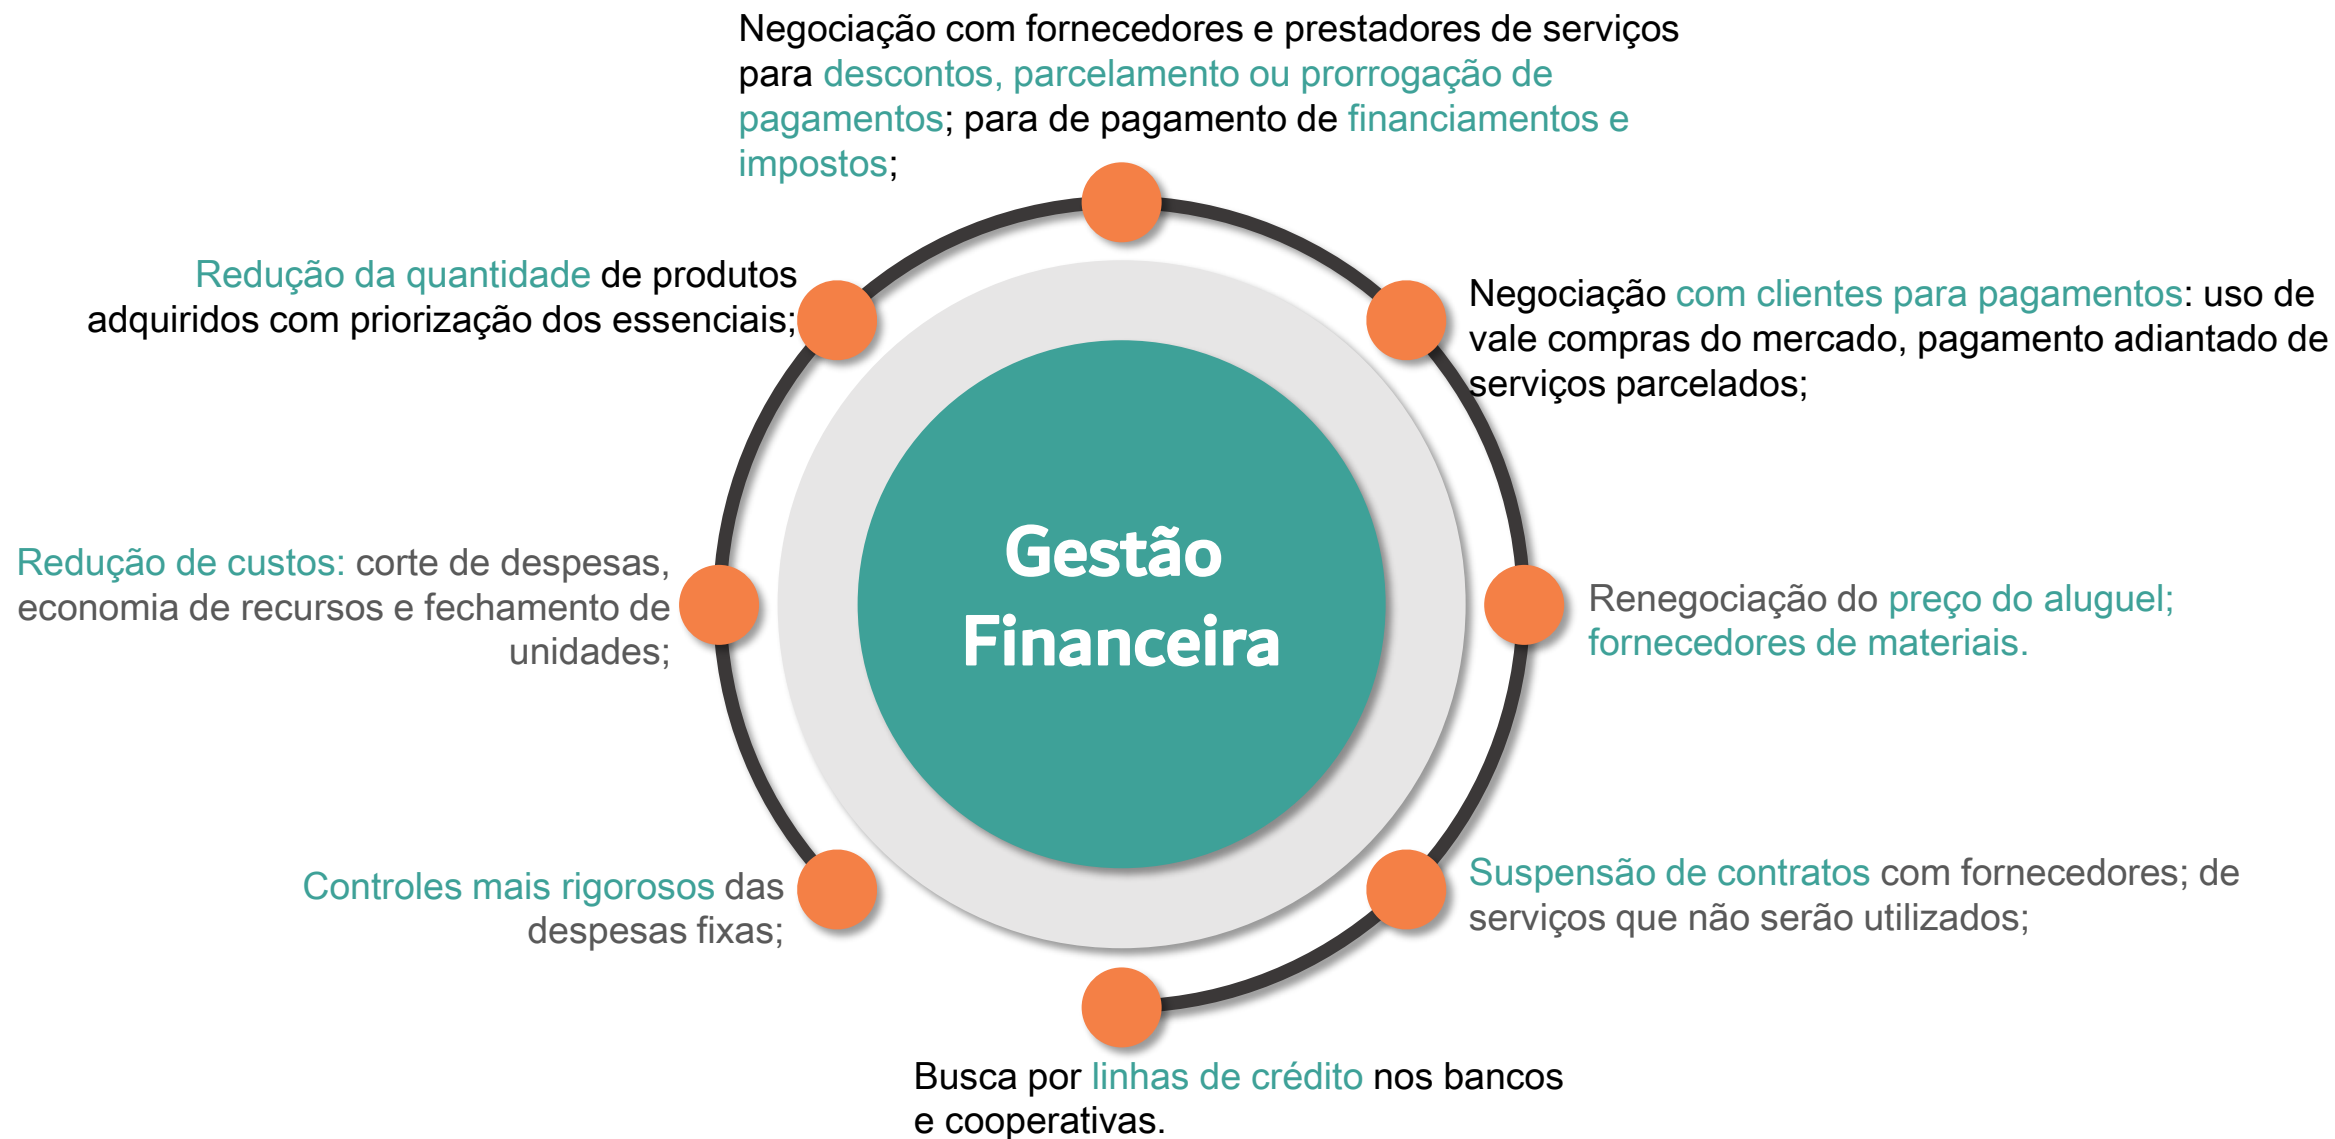 Negociação com fornecedores e prestadores de serviços
para descontos, parcelamento ou prorrogação de
pagamentos; para de pagamento de financiamentos e
impostos;
Redução da quantidade de produtos
adquiridos com priorização dos essenciais;
Negociação com clientes para pagamentos: uso de
vale compras do mercado, pagamento adiantado de
serviços parcelados;
Redução de custos: corte de despesas,
economia de recursos e fechamento de
unidades;
Gestão
Financeira
Renegociação do preço do aluguel;
fornecedores de materiais.
Controles mais rigorosos das
despesas fixas;
Suspensão de contratos com fornecedores; de
serviços que não serão utilizados;
Busca por linhas de crédito nos bancos
e cooperativas.